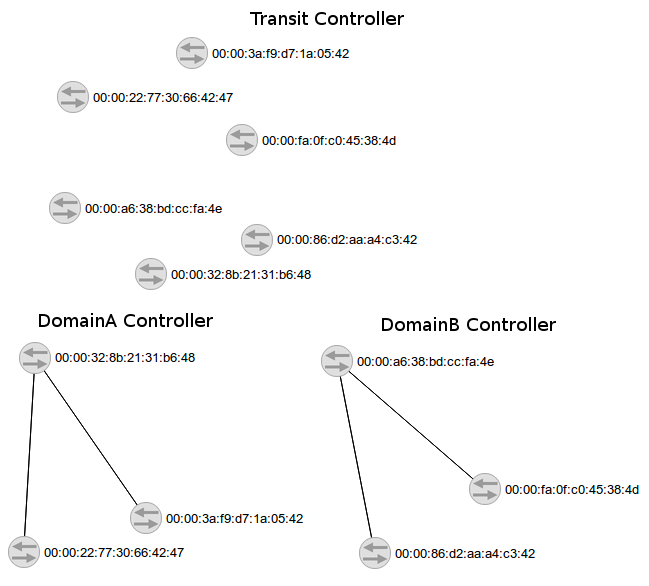 Transit Controller
00:00:3a:f9:d7:1a:05:42
00:00:22:77:30:66:42:47
00:00:fa:0f:c0:45:38:4d
00:00:a6:38:bd:cc:fa:4e
00:00:86:d2:aa:a4:c3:42
00:00:32:8b:21:31:b6:48
DomainA Controller
00:00:32:8b:21:31:b6:48
00:00:3a:f9:d7:1a:05:42
00:00:22:77:30:66:42:47
DomainB Controller
00:00:a6:38:bd:cc:fa:4e
00:00:fa:0f:c0:45:38:4d
00:00:86:d2:aa:a4:c3:42